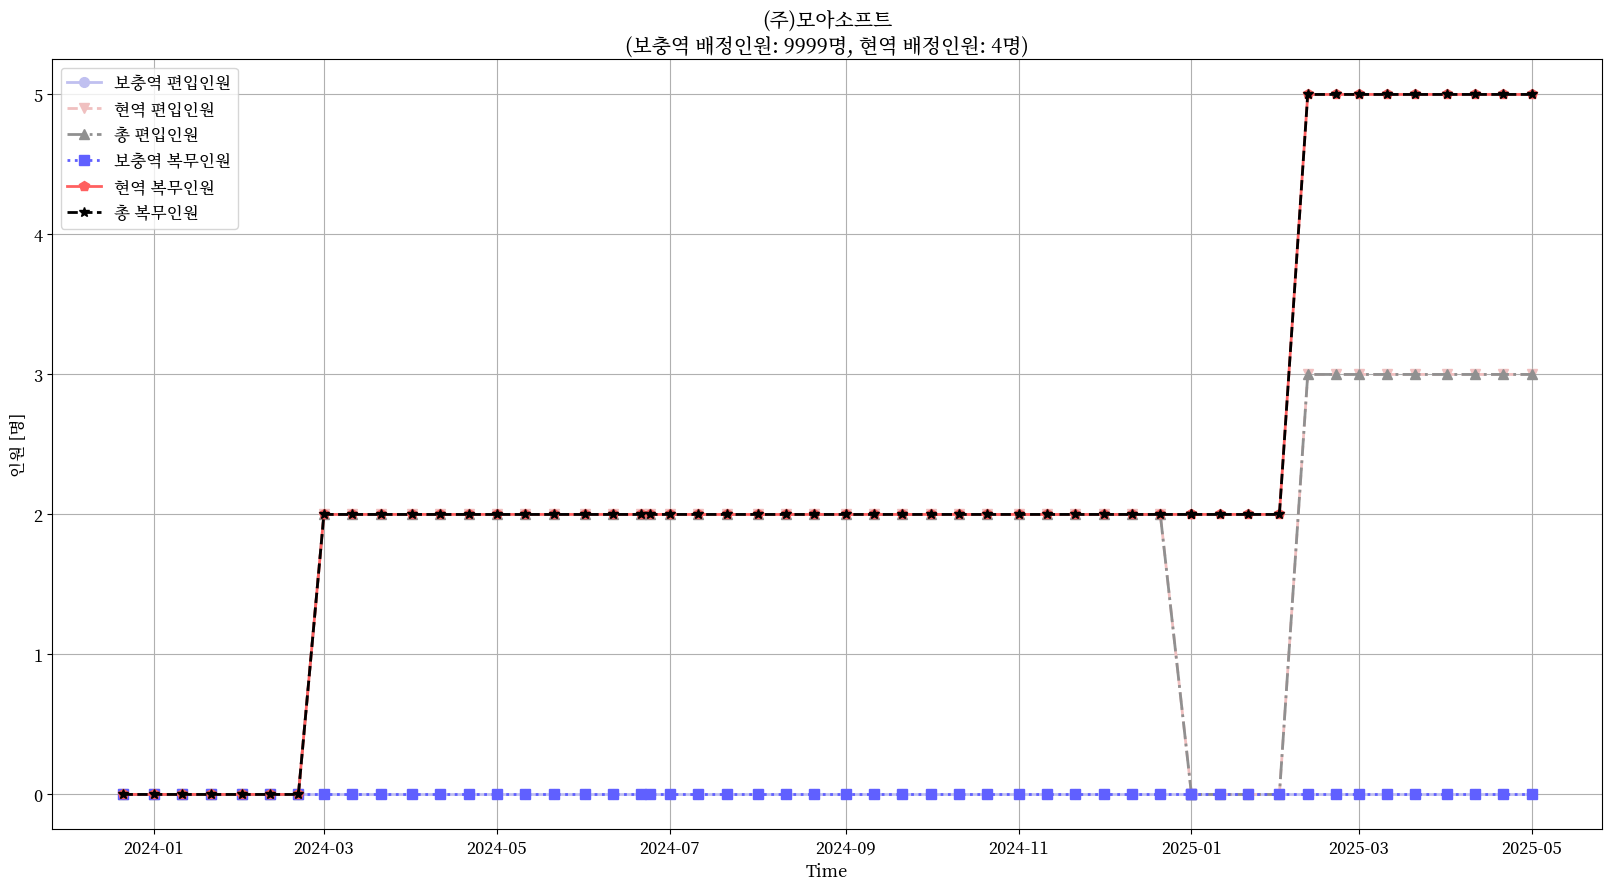 (주)모아소프트
(보충역 배정인원: 9999명, 현역 배정인원: 4명)
보충역 편입인원
현역 편입인원
총 편입인원
보충역 복무인원
현역 복무인원
총 복무인원
5
4
3
2
1
0
인원 [명]
2024-01 2024-03 2024-05 2024-07 2024-09 2024-11 2025-01 2025-03 2025-05
Time